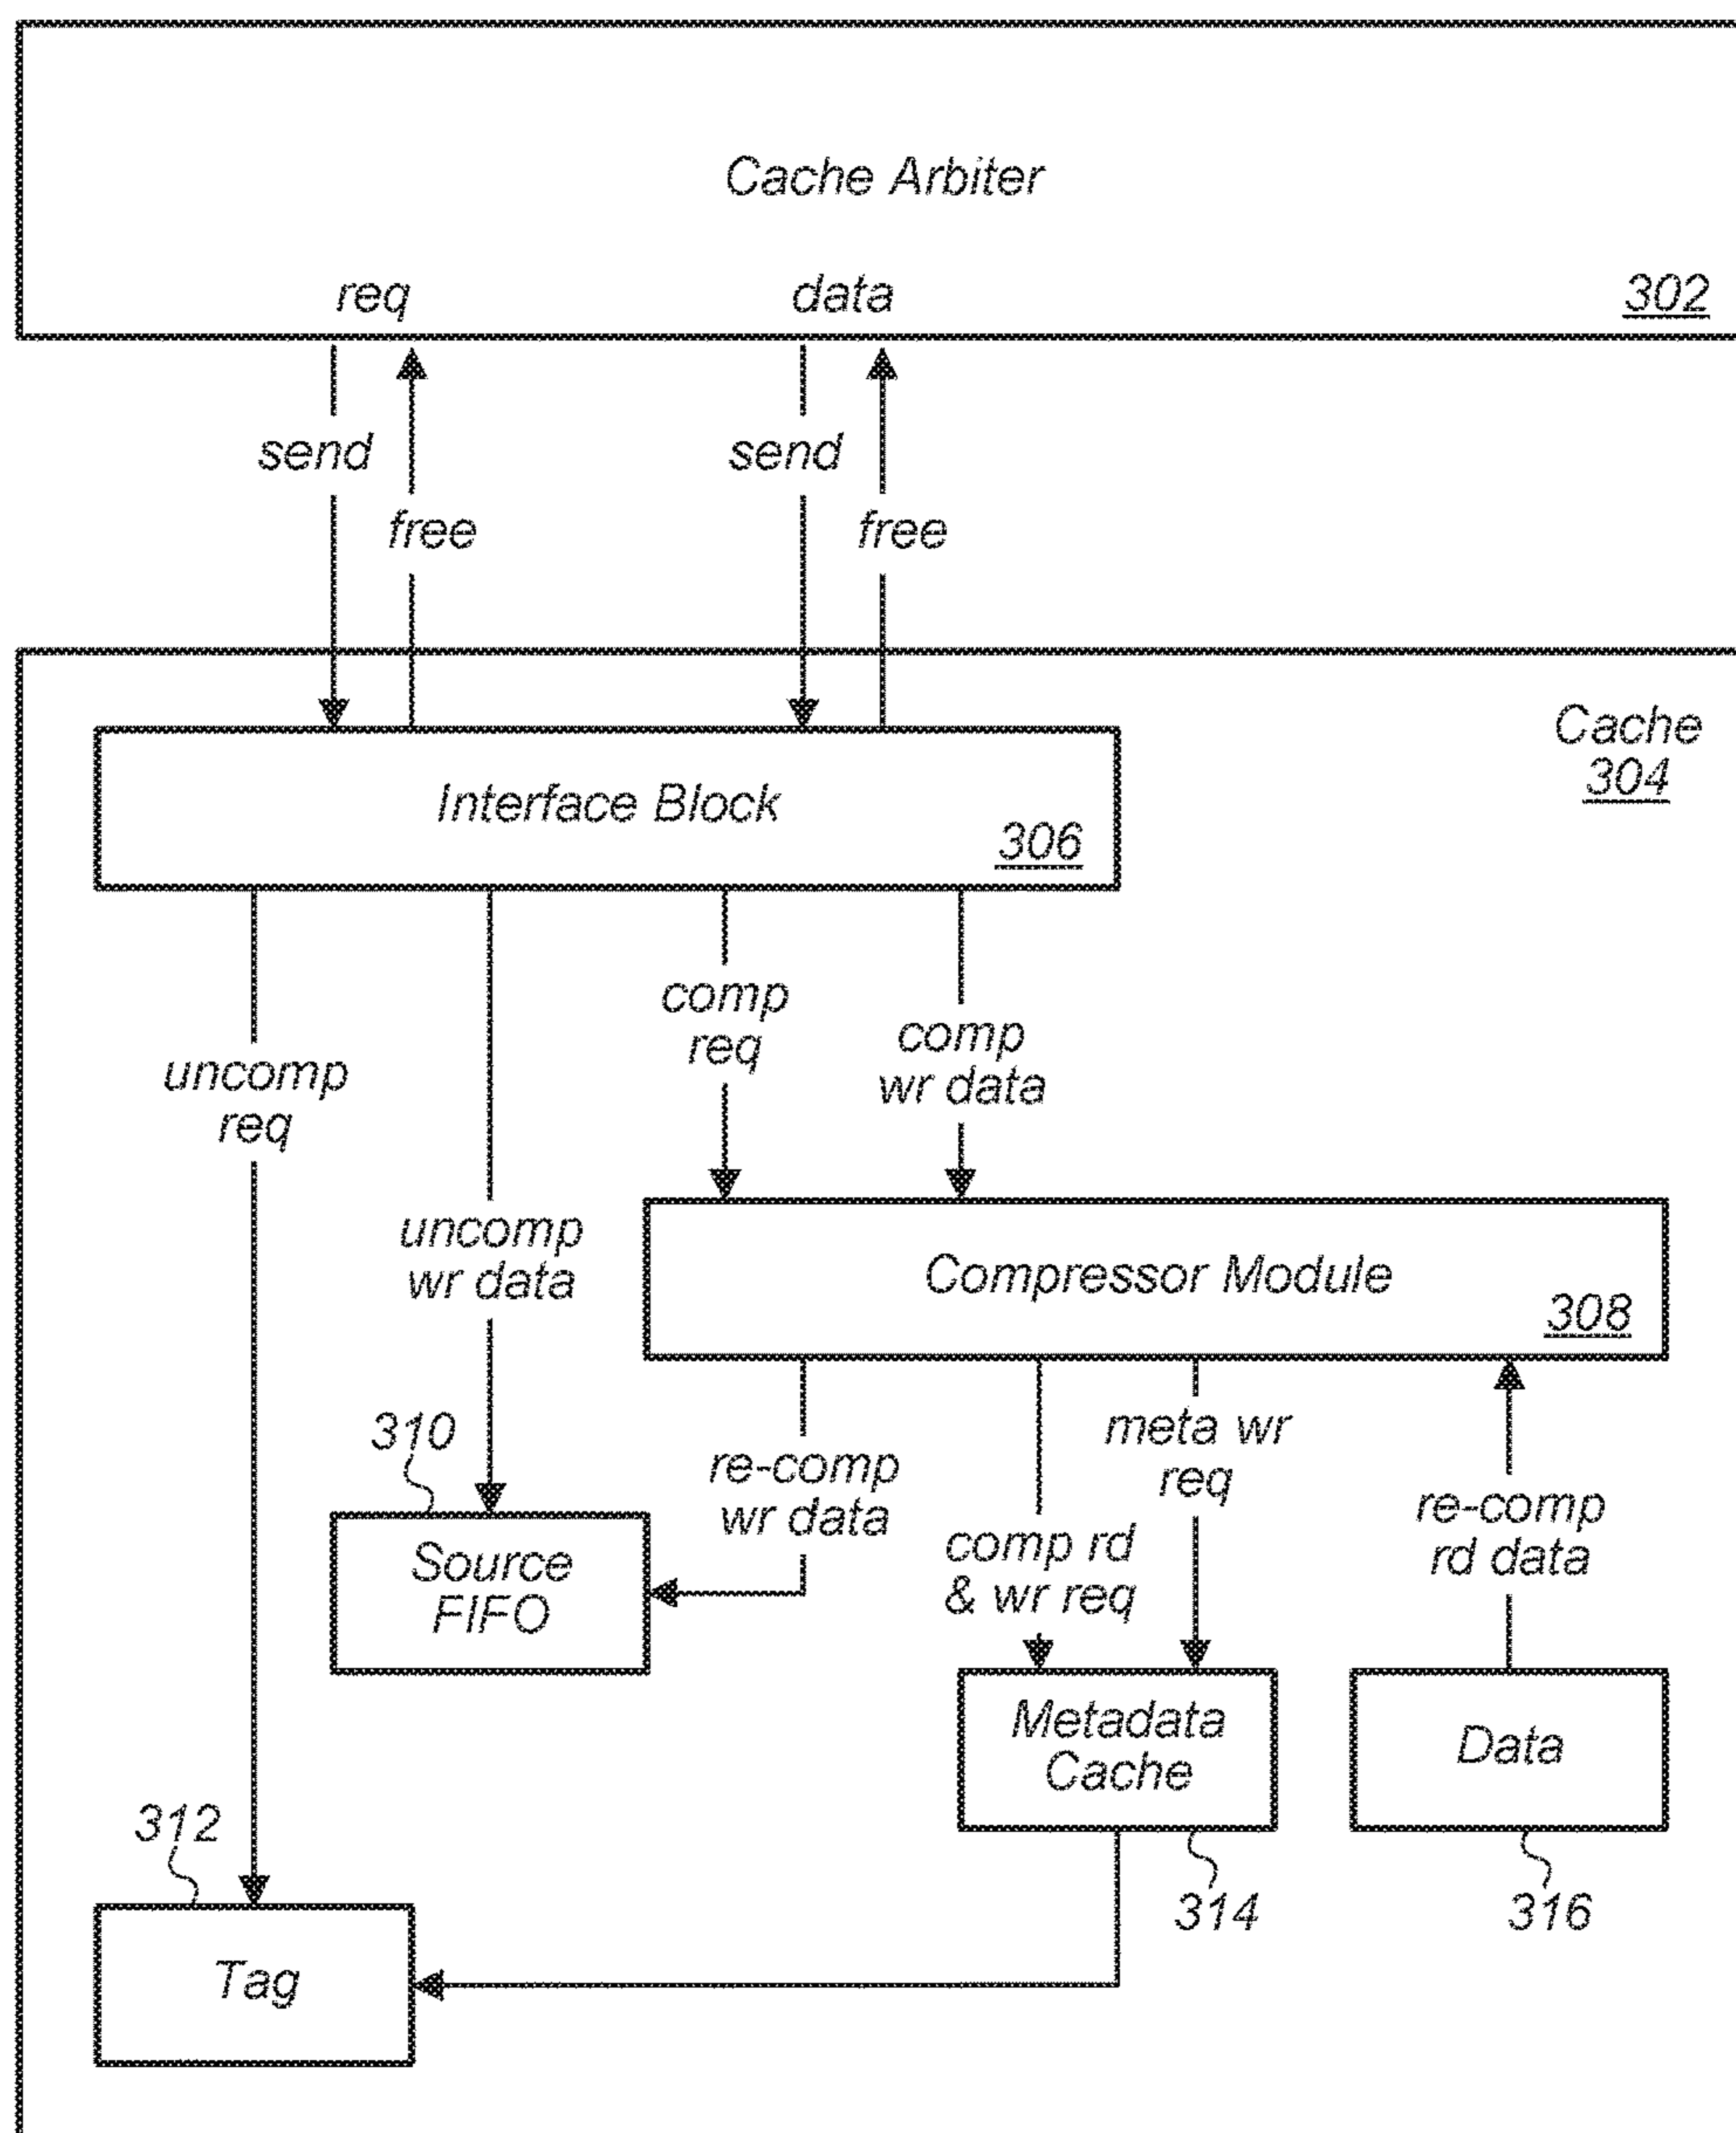 Cache Arbiter
req
data
302
send
send
free
free
Cache
304
Interface Block
306
comp
req
comp
wr data
uncomp
req
uncomp
wr data
Compressor Module
308
310
re-comp
wr data
meta wr
req
comp rd
& wr req
re-comp
rd data
Source
FIFO
Metadata
Cache
Data
312
314
316
Tag